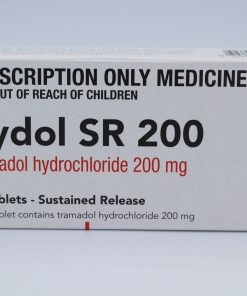 SCRIPTION ONLY MEDICINE
UT OF REACH OF CHILDREN
ydol SR 200
adol hydrochloride 200 mg
blets - Sustained Release
blet contains tramadol hydrochloride 200 mg